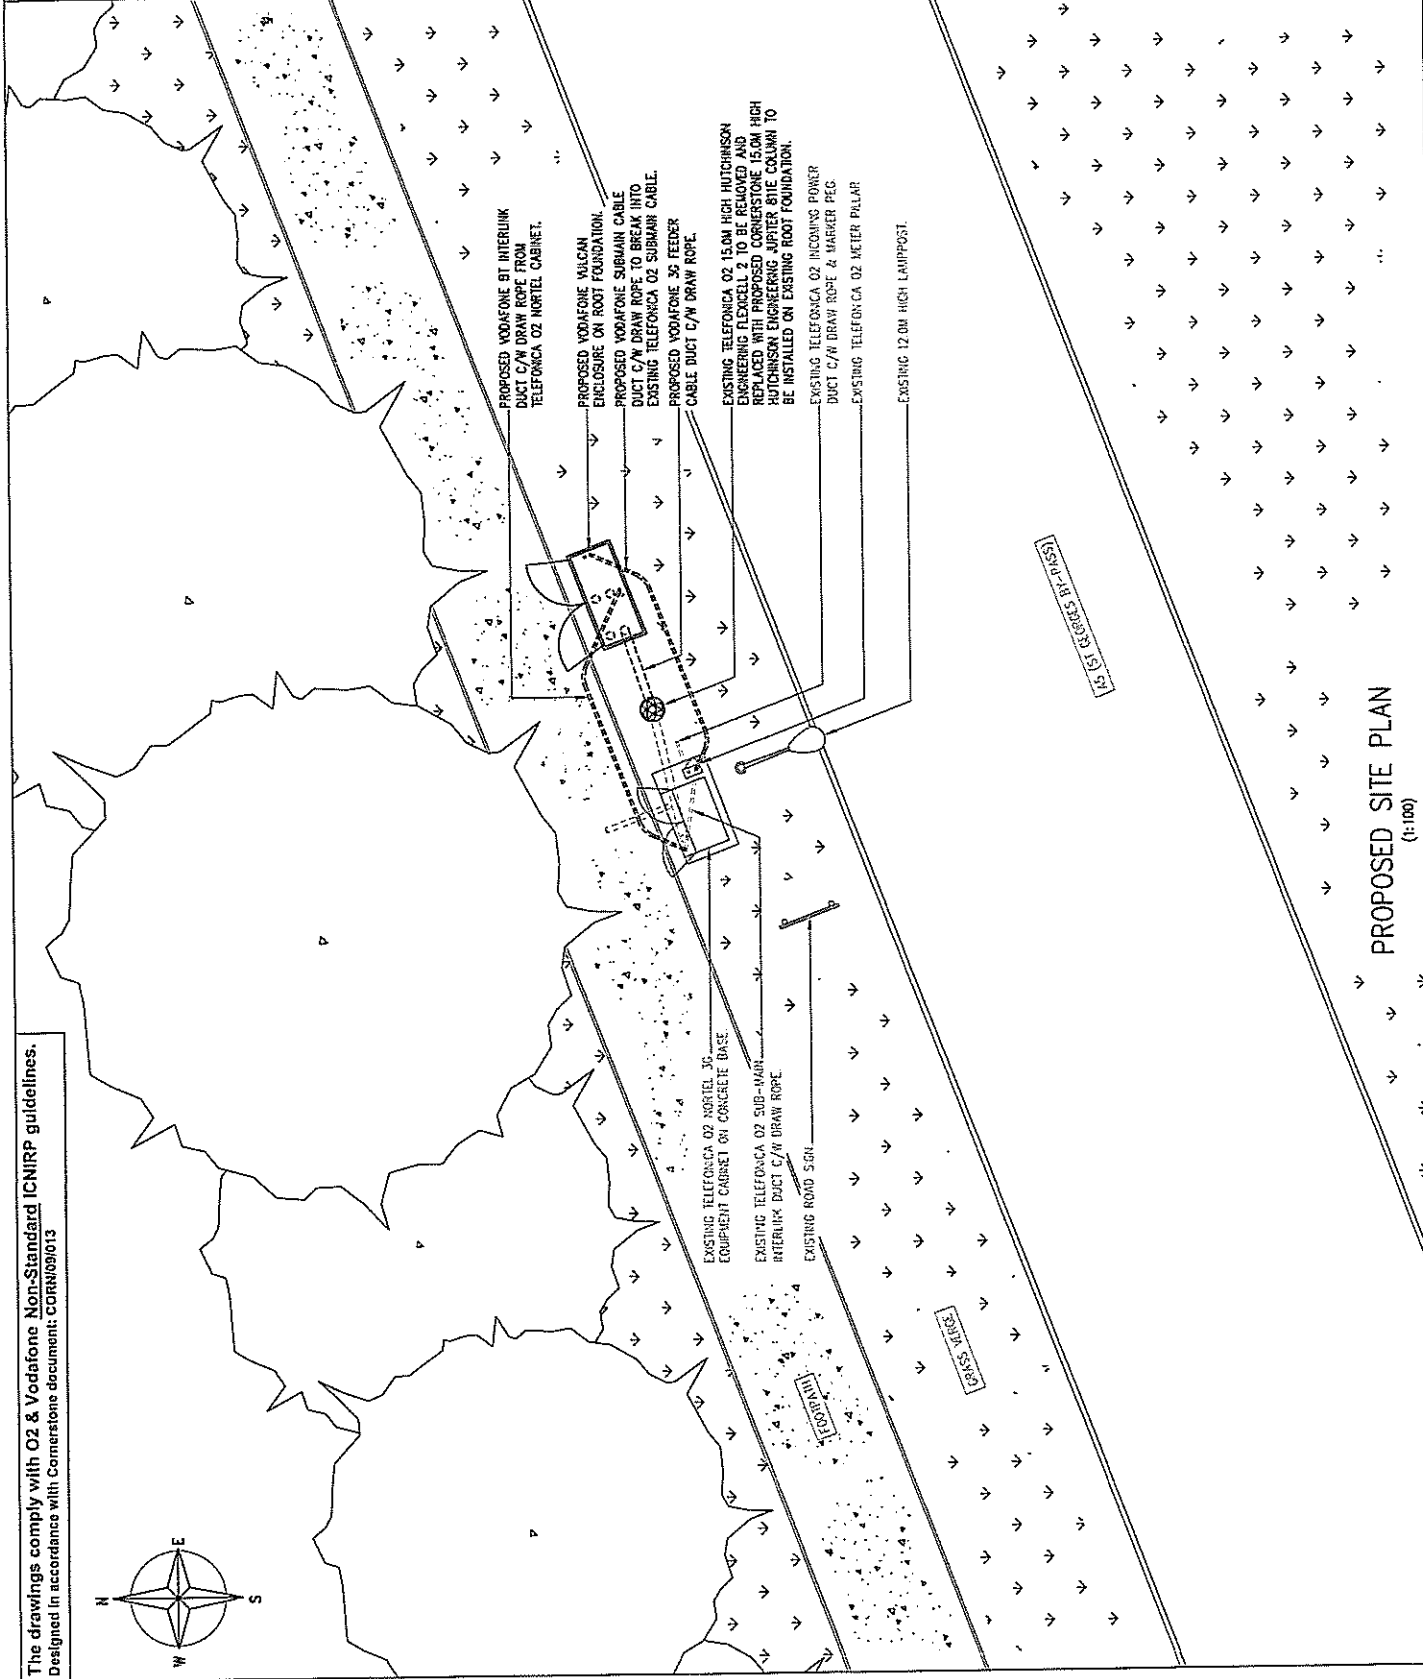 The drawings comply with O2 & Vodafone Non-Standard ICNIRP guidelines.
Designed in accordance with Cornerstone document: CORN/09/013
N
E
S
W
PROPOSED VODAFONE BT INTERLINK
DUCT C/W DRAW ROPE FROM
TELEFONICA O2 NORTEL CABINET.
PROPOSED VODAFONE VULCAN
ENCLOSURE ON ROOT FOUNDATION.
PROPOSED VODAFONE SUBMAIN CABLE
DUCT C/W DRAW ROPE TO BREAK INTO
EXISTING TELEFONICA O2 SUBMAIN CABLE.
PROPOSED VODAFONE 3G FEEDER
CABLE DUCT C/W DRAW ROPE.
EXISTING TELEFONICA O2 15.0M HIGH HUTCHINSON
ENGINEERING FLEXICELL 2 TO BE REMOVED AND
REPLACED WITH PROPOSED CORNERSTONE 15.0M HIGH
HUTCHINSON ENGINEERING JUPITER 811E COLUMN TO
BE INSTALLED ON EXISTING ROOT FOUNDATION.
EXISTING TELEFONICA O2 INCOMING POWER
DUCT C/W DRAW ROPE & MARKER PEG.
EXISTING TELEFONICA O2 METER PILLAR
EXISTING 12.0M HIGH LAMPPOST.
EXISTING TELEFONICA O2 NORTEL 3G
EQUIPMENT CABINET ON CONCRETE BASE
EXISTING TELEFONICA O2 SUB-MAIN
INTERLINK DUCT C/W DRAW ROPE.
EXISTING ROAD SIGN
FOOTPATH
GRASS VERGE
A5 (ST GEORGES BY-PASS)
PROPOSED SITE PLAN
(1:100)